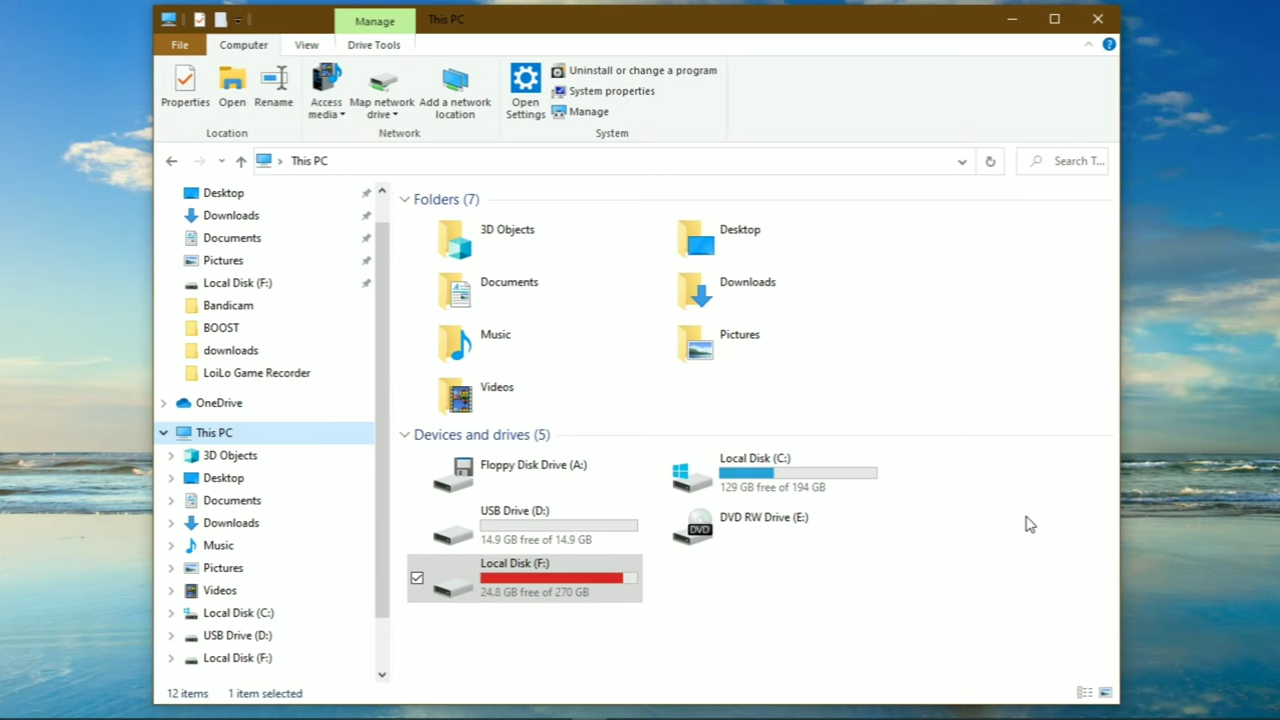 Manage
This PC
File
Computer
View
Drive Tools
Properties
Open
Rename
Access media
Map network drive
Add a network location
Open Settings
Uninstall or change a program
System properties
Manage
Location
Network
System
This PC
Search T...
Desktop
Downloads
Documents
Pictures
Local Disk (F:)
Bandicam
BOOST
downloads
LoiLo Game Recorder
OneDrive
This PC
3D Objects
Desktop
Documents
Downloads
Music
Pictures
Videos
Local Disk (C:)
USB Drive (D:)
Local Disk (F:)
Folders (7)
3D Objects
Desktop
Documents
Downloads
Music
Pictures
Videos
Devices and drives (5)
Floppy Disk Drive (A:)
Local Disk (C:)
129 GB free of 194 GB
USB Drive (D:)
14.9 GB free of 14.9 GB
DVD RW Drive (E:)
DVD
Local Disk (F:)
24.8 GB free of 270 GB
12 items
1 item selected